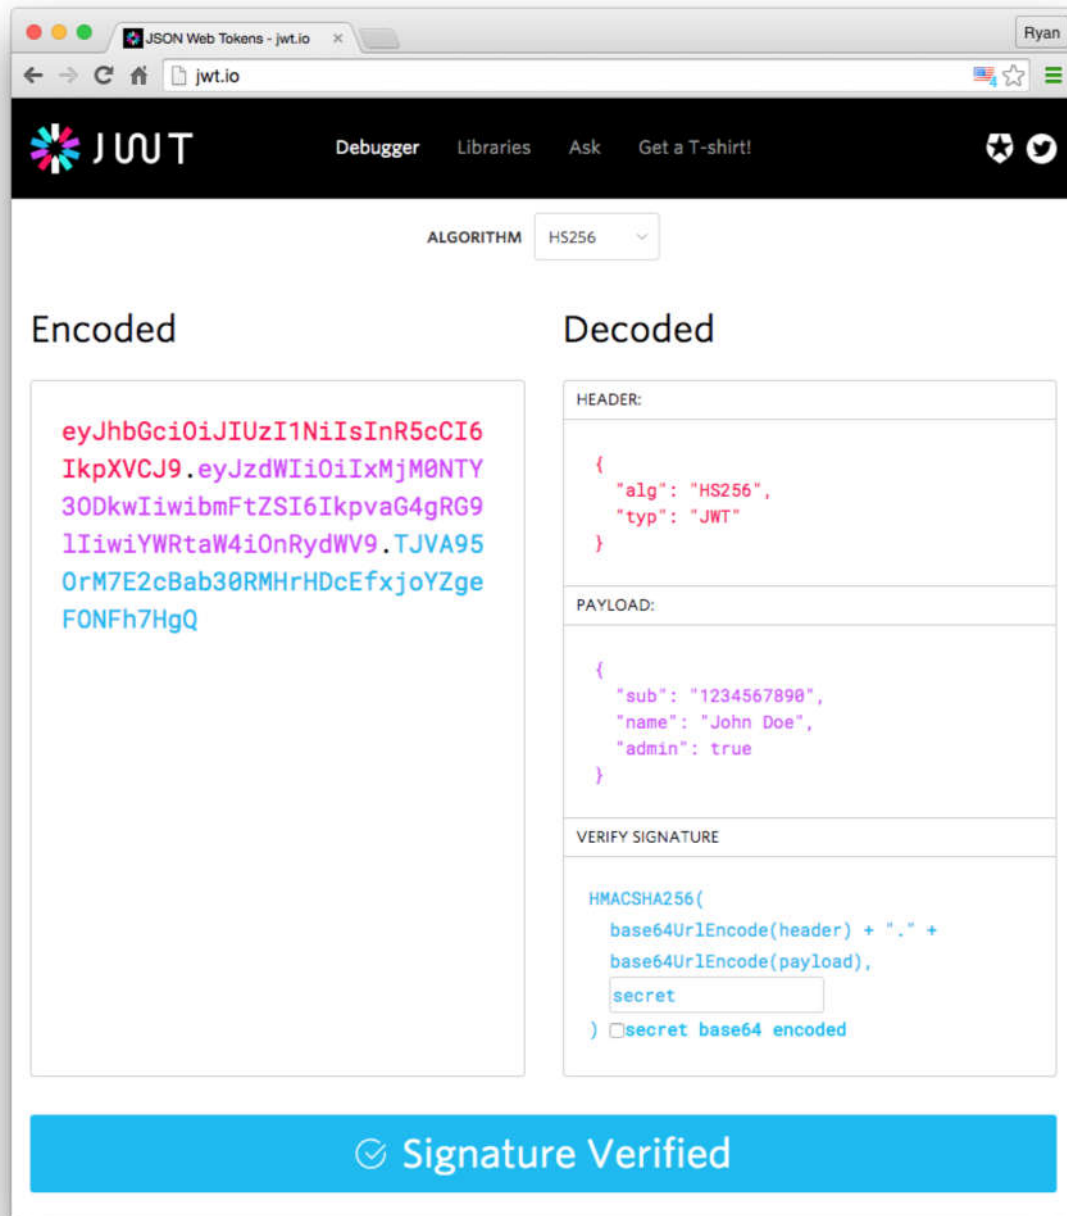 JSON Web Tokens - jwt.io
Ryan
jwt.io
4
JWT
Debugger Libraries Ask Get a T-shirt!
ALGORITHM HS256
Encoded
Decoded
eyJhbGciOiJIUzI1NiIsInR5cCI6
IkpXVCJ9.eyJzdWIiOiIxMjM0NTY
3ODkwIiwibmFtZSI6IkpvaG4gRG9
lIiwiYWRtaW4iOnRydWV9.TJVA95
OrM7E2cBab30RMHrHDcEfxjoYZge
FONFh7HgQ
HEADER:
{
"alg": "HS256",
"typ": "JWT"
}
PAYLOAD:
{
"sub": "1234567890",
"name": "John Doe",
"admin": true
}
VERIFY SIGNATURE
HMACSHA256(
base64UrlEncode(header) + "." +
base64UrlEncode(payload),
secret
) secret base64 encoded
Signature Verified